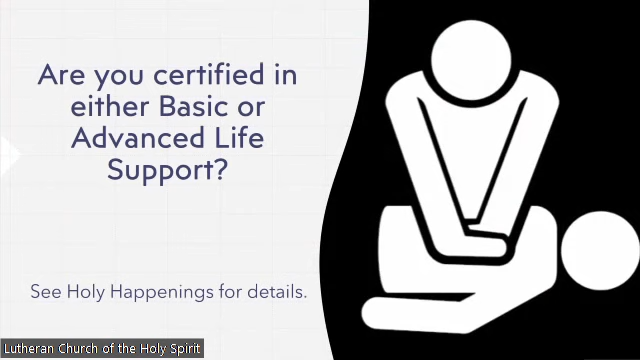 Are you certified in
either Basic or
Advanced Life
Support?
See Holy Happenings for details.
Lutheran Church of the Holy Spirit